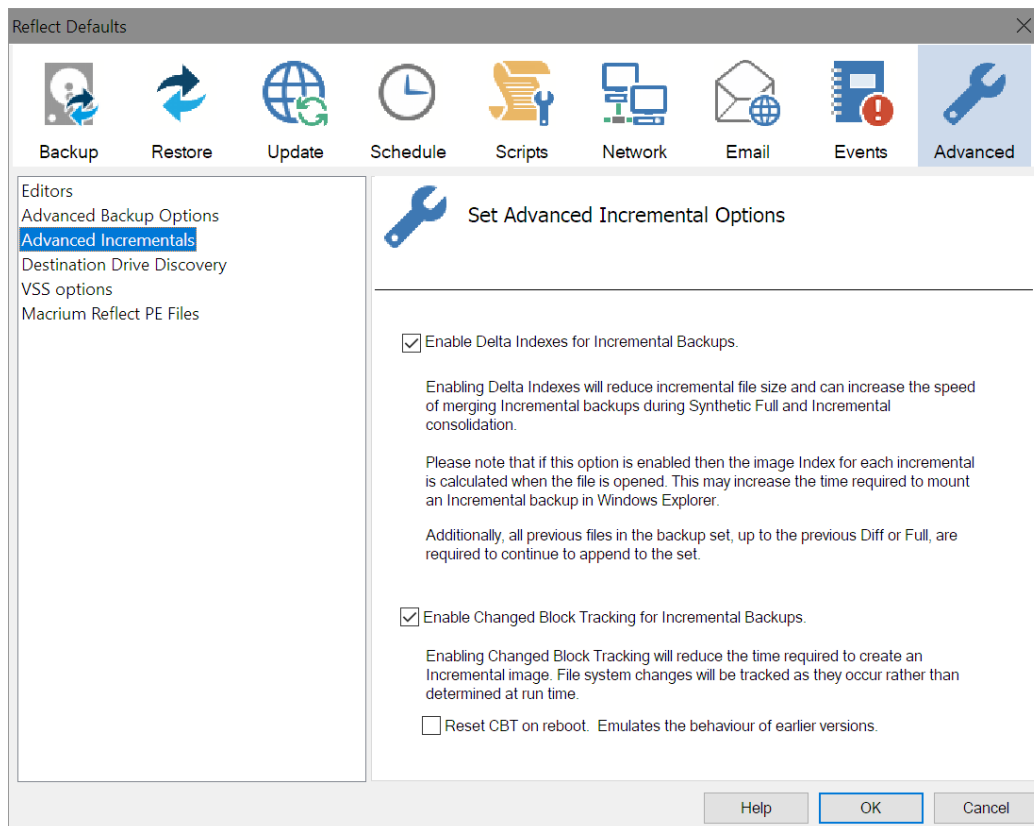 Reflect Defaults
Backup Restore Update Schedule Scripts Network Email Events Advanced
Editors
Advanced Backup Options
Advanced Incrementals
Destination Drive Discovery
VSS options
Macrium Reflect PE Files
Set Advanced Incremental Options
Enable Delta Indexes for Incremental Backups.
Enabling Delta Indexes will reduce incremental file size and can increase the speed
of merging Incremental backups during Synthetic Full and Incremental
consolidation.
Please note that if this option is enabled then the image Index for each incremental
is calculated when the file is opened. This may increase the time required to mount
an Incremental backup in Windows Explorer.
Additionally, all previous files in the backup set, up to the previous Diff or Full, are
required to continue to append to the set.
Enable Changed Block Tracking for Incremental Backups.
Enabling Changed Block Tracking will reduce the time required to create an
Incremental image. File system changes will be tracked as they occur rather than
determined at run time.
Reset CBT on reboot. Emulates the behaviour of earlier versions.
Help OK Cancel